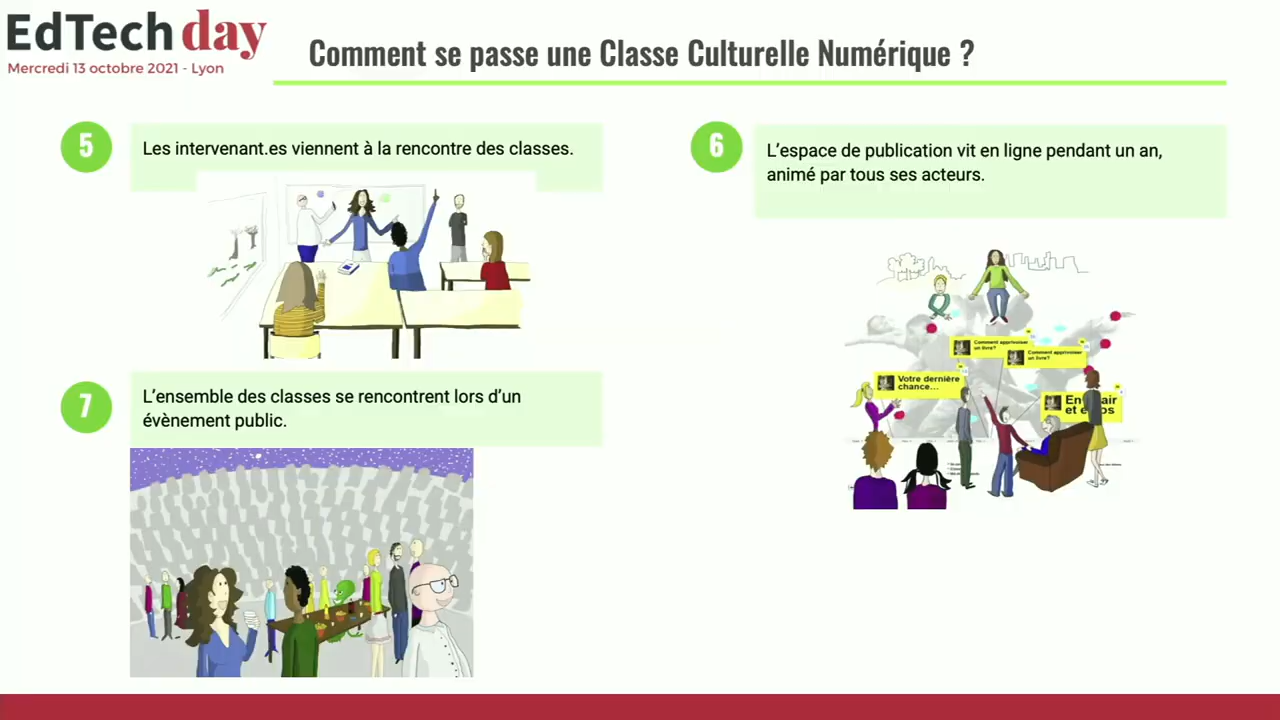 EdTech day
Mercredi 13 octobre 2021 - Lyon
Comment se passe une Classe Culturelle Numérique ?
5
Les intervenant.es viennent à la rencontre des classes.
6
L'espace de publication vit en ligne pendant un an,
animé par tous ses acteurs.
Comment apprivoiser
un livre?
Comment apprivoiser
un livre?
Votre dernière
chance...
7
L'ensemble des classes se rencontrent lors d'un
évènement public.